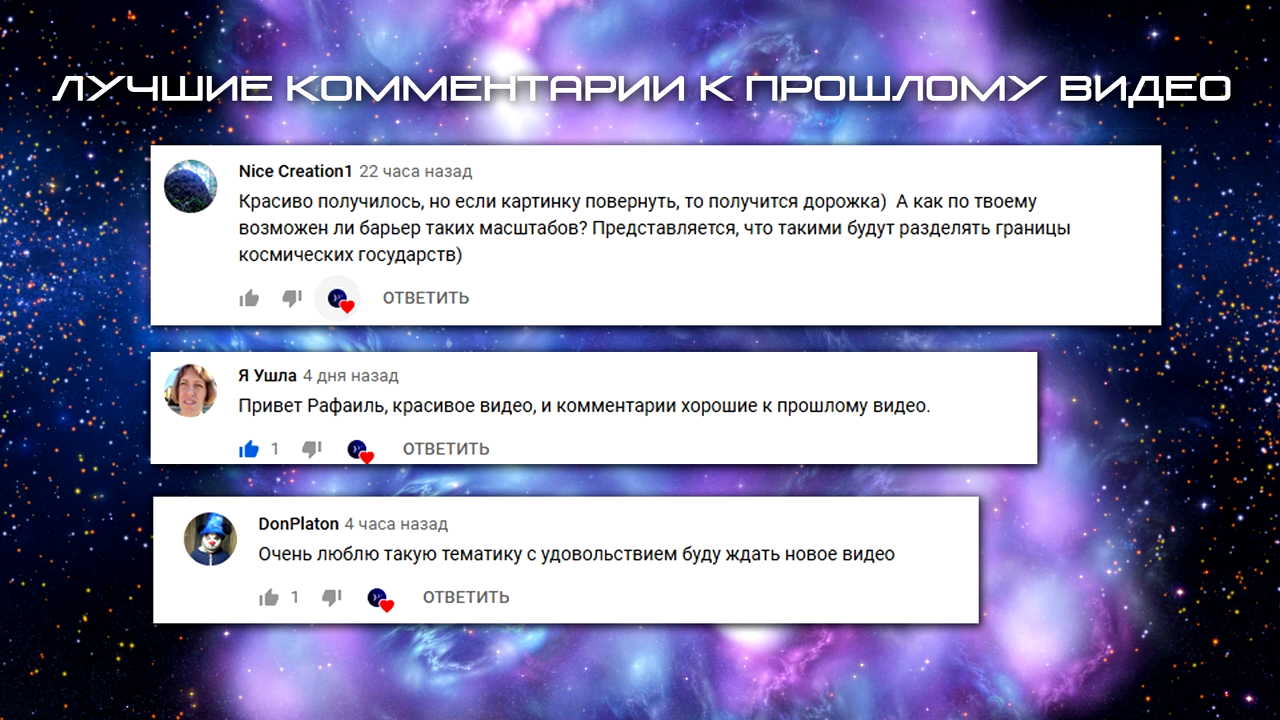 ЛУЧШИЕ КОММЕНТАРИИ К ПРОШЛОМУ ВИДЕО
Nice Creation1 22 часа назад
Красиво получилось, но если картинку повернуть, то получится дорожка) А как по твоему
возможен ли барьер таких масштабов? Представляется, что такими будут разделять границы
космических государств)
ОТВЕТИТЬ
Я Ушла 4 дня назад
Привет Рафаиль, красивое видео, и комментарии хорошие к прошлому видео.
1 ОТВЕТИТЬ
DonPlaton 4 часа назад
Очень люблю такую тематику с удовольствием буду ждать новое видео
1 ОТВЕТИТЬ